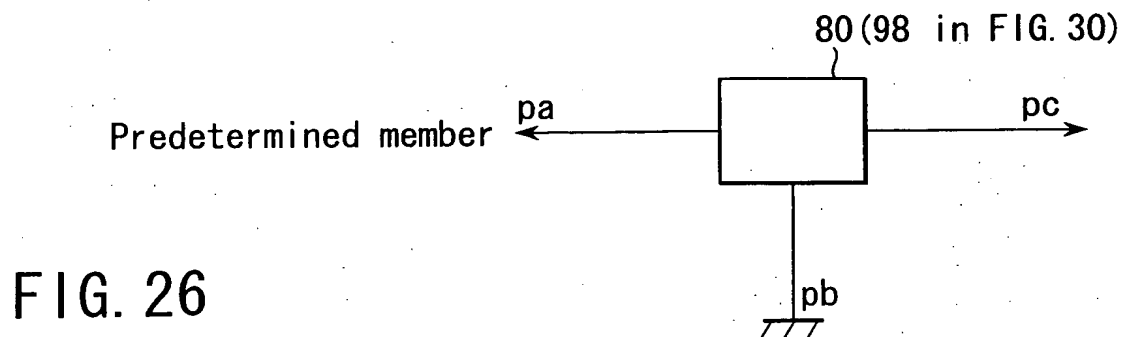 80(98 in FIG. 30)
pa
pc
Predetermined member
pb
FIG. 26